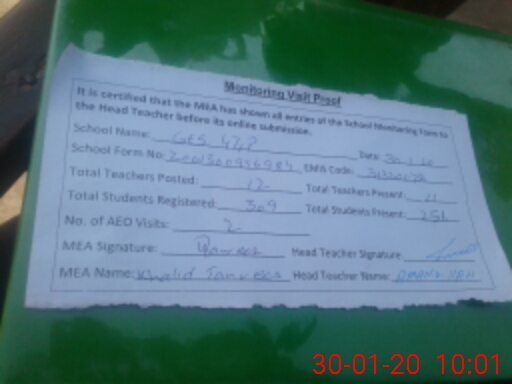 Monitoring Visit Proof
It is certified that the MEA has shown all entries of the School Monitoring Form to
the Head Teacher before its online submission.
School Name: GES Date: 30.1.20
School Form No: EMIS Code:
Total Teachers Posted: 12 Total Teachers Present: 11
Total Students Registered: 309 Total Students Present: 251
No. of AEO Visits: 2
MEA Signature: Head Teacher Signature:
MEA Name: Khalid Head Teacher Name:
30-01-20 10:01